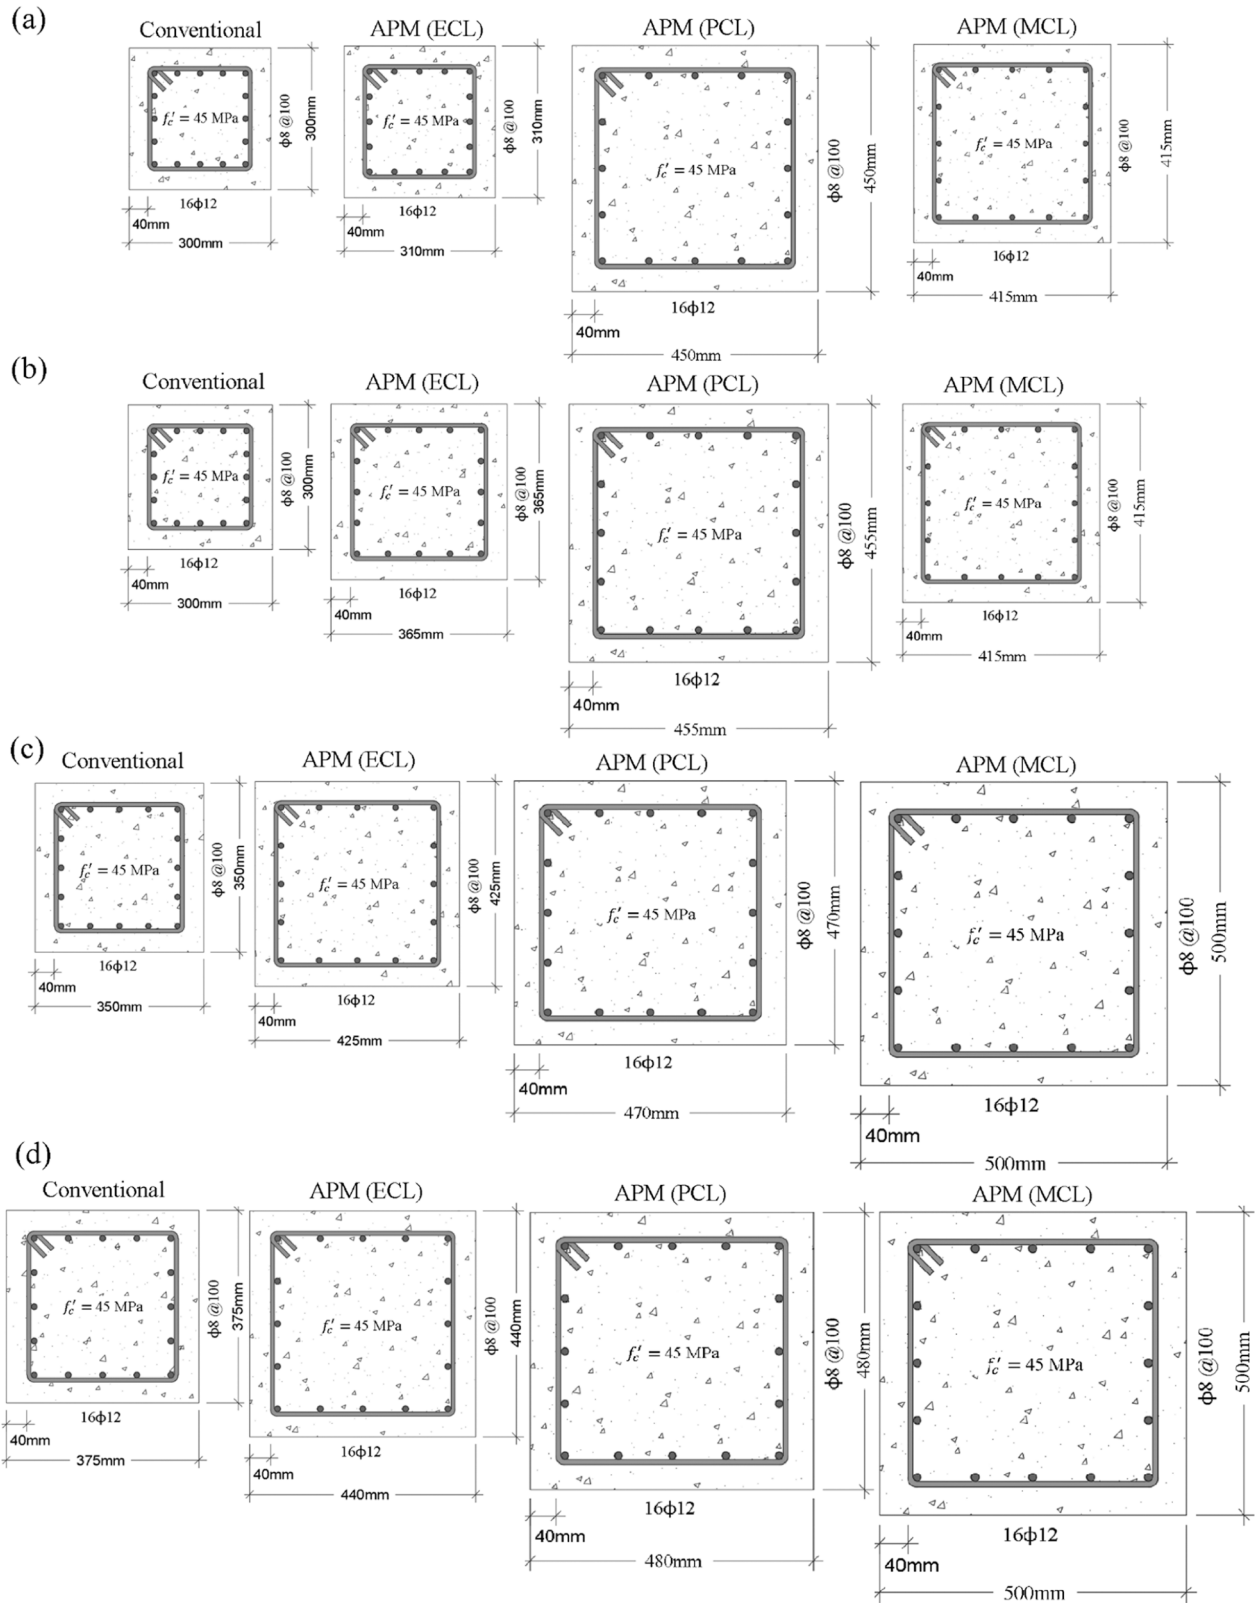 (a)
Conventional
APM (ECL)
APM (PCL)
APM (MCL)
f′c = 45 MPa
ϕ8 @100
300mm
16ϕ12
40mm
300mm
f′c = 45 MPa
ϕ8 @100
310mm
16ϕ12
40mm
310mm
f′c = 45 MPa
ϕ8 @100
450mm
16ϕ12
40mm
450mm
f′c = 45 MPa
ϕ8 @100
415mm
16ϕ12
40mm
415mm
(b)
Conventional
APM (ECL)
APM (PCL)
APM (MCL)
f′c = 45 MPa
ϕ8 @100
300mm
16ϕ12
40mm
300mm
f′c = 45 MPa
ϕ8 @100
365mm
16ϕ12
40mm
365mm
f′c = 45 MPa
ϕ8 @100
455mm
16ϕ12
40mm
455mm
f′c = 45 MPa
ϕ8 @100
415mm
16ϕ12
40mm
415mm
(c)
Conventional
APM (ECL)
APM (PCL)
APM (MCL)
f′c = 45 MPa
ϕ8 @100
350mm
16ϕ12
40mm
350mm
f′c = 45 MPa
ϕ8 @100
425mm
16ϕ12
40mm
425mm
f′c = 45 MPa
ϕ8 @100
470mm
16ϕ12
40mm
470mm
f′c = 45 MPa
ϕ8 @100
500mm
16ϕ12
40mm
500mm
(d)
Conventional
APM (ECL)
APM (PCL)
APM (MCL)
f′c = 45 MPa
ϕ8 @100
375mm
16ϕ12
40mm
375mm
f′c = 45 MPa
ϕ8 @100
440mm
16ϕ12
40mm
440mm
f′c = 45 MPa
ϕ8 @100
480mm
16ϕ12
40mm
480mm
f′c = 45 MPa
ϕ8 @100
500mm
16ϕ12
40mm
500mm